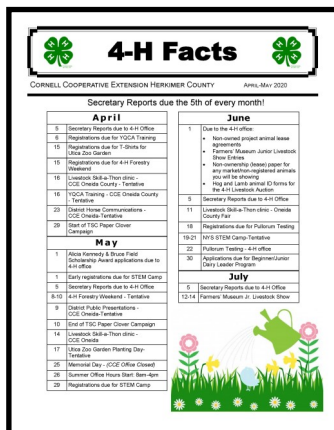 4-H Facts
CORNELL COOPERATIVE EXTENSION HERKIMER COUNTY APRIL-MAY 2020
Secretary Reports due the 5th of every month!
April
5 Secretary Reports due to 4-H Office
6 Registrations due for YQCA Training
15 Registrations due for T-Shirts for
Utica Zoo Garden
15 Registrations due for 4-H Forestry
Weekend
16 Livestock Skill-a-Thon clinic -
CCE Oneida County - Tentative
16 YQCA Training - CCE Oneida County
- Tentative
23 District Horse Communications -
CCE Oneida-Tentative
29 Start of TSC Paper Clover
Campaign
May
1 Alicia Kennedy & Bruce Field
Scholarship Award applications due to
4-H office
1 Early registrations due for STEM Camp
5 Secretary Reports due to 4-H Office
8-10 4-H Forestry Weekend - Tentative
9 District Public Presentations -
CCE Oneida-Tentative
10 End of TSC Paper Clover Campaign
14 Livestock Skill-a-Thon clinic -
CCE Oneida
17 Utica Zoo Garden Planting Day-
Tentative
25 Memorial Day - (CCE Office Closed)
26 Summer Office Hours Start: 8am-4pm
29 Registrations due for STEM Camp
June
1 Due to the 4-H office:
• Non-owned project animal lease
agreements
• Farmers' Museum Junior Livestock
Show Entries
• Non-ownership (lease) paper for
any market/non-registered animals
you will be showing
• Hog and Lamb animal ID forms for
the 4-H Livestock Auction
5 Secretary Reports due to 4-H Office
11 Livestock Skill-a-Thon clinic - Oneida
County Fair
18 Registrations due for Pullorum Testing
19-21 NYS STEM Camp-Tentative
22 Pullorum Testing - 4-H office
30 Applications due for Beginner/Junior
Dairy Leader Program
July
5 Secretary Reports due to 4-H Office
12-14 Farmers' Museum Jr. Livestock Show